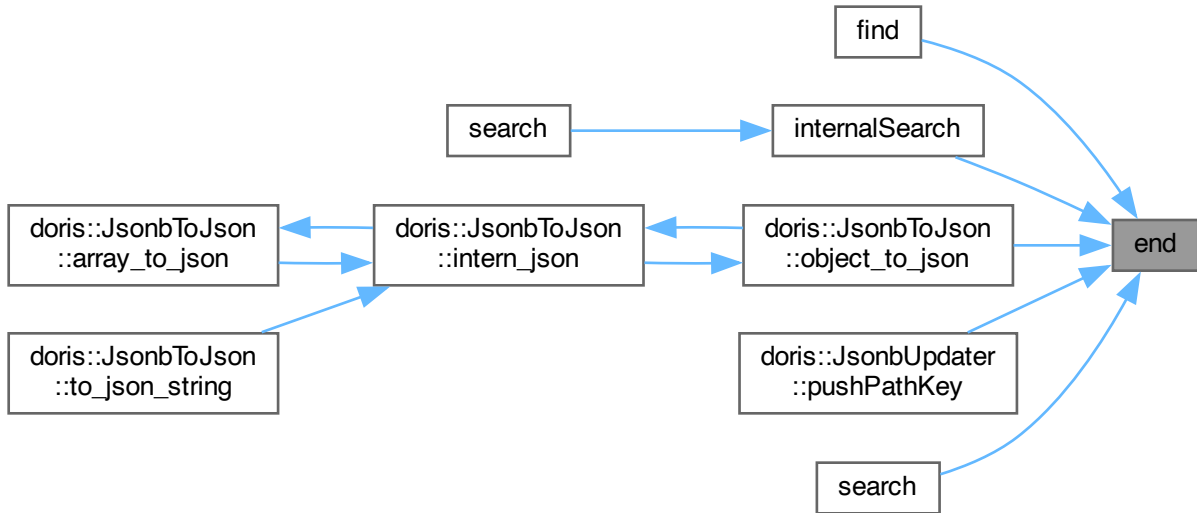 find
search
internalSearch
doris::JsonbToJson
::array_to_json
doris::JsonbToJson
::intern_json
doris::JsonbToJson
::object_to_json
end
doris::JsonbToJson
::to_json_string
doris::JsonbUpdater
::pushPathKey
search